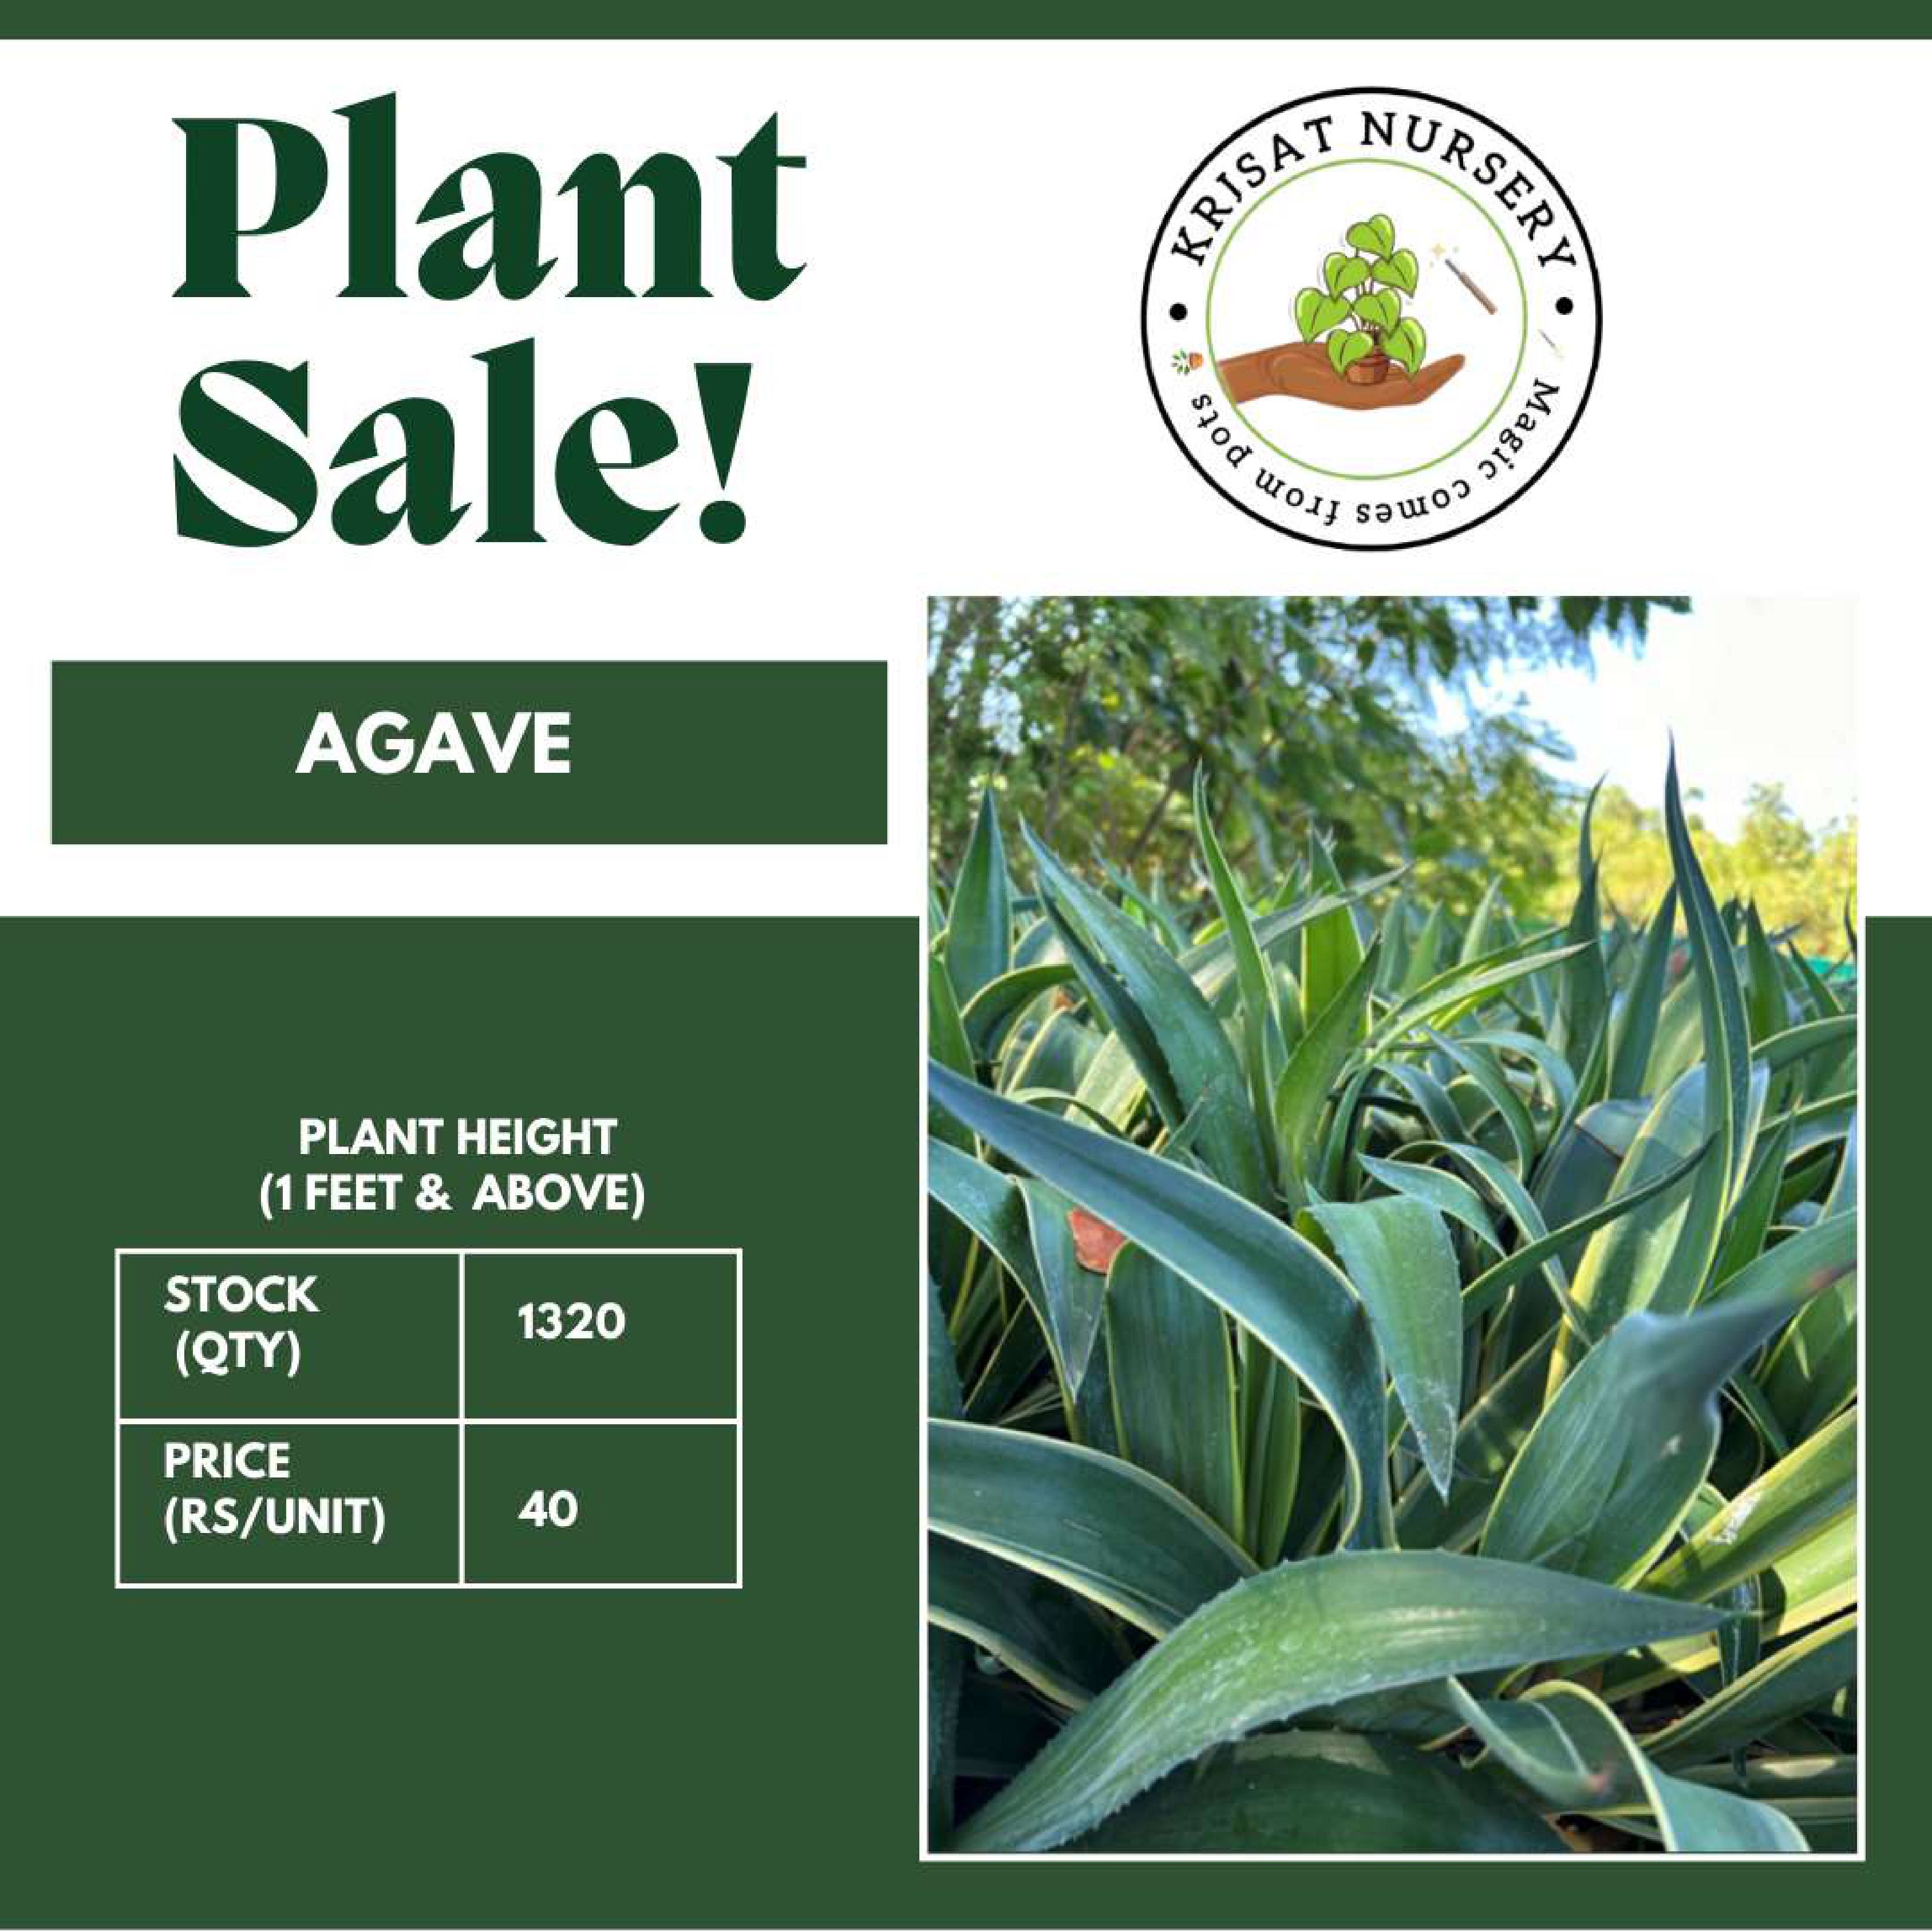 Plant
Sale!
KRISAT NURSERY
Magic comes from pots
AGAVE
PLANT HEIGHT
(1 FEET & ABOVE)
STOCK
(QTY)
1320
PRICE
(RS/UNIT)
40